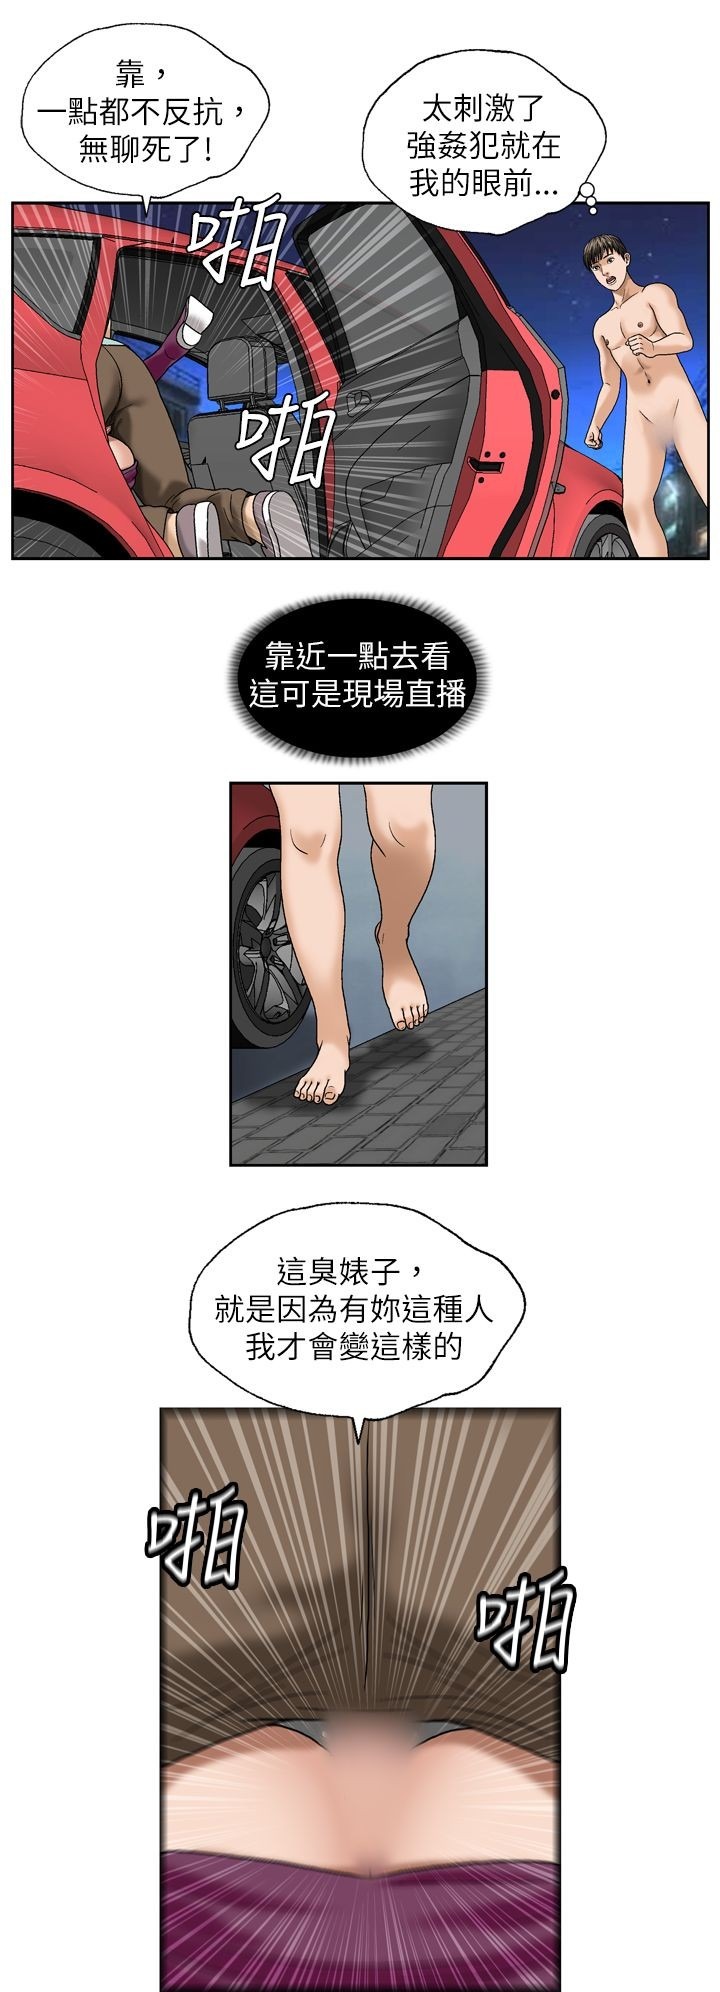 靠，
一點都不反抗，
無聊死了!
太刺激了
強姦犯就在
我的眼前...
啪
啪
靠近一點去看
這可是現場直播
這臭婊子，
就是因為有妳這種人
我才會變這樣的
啪
啪